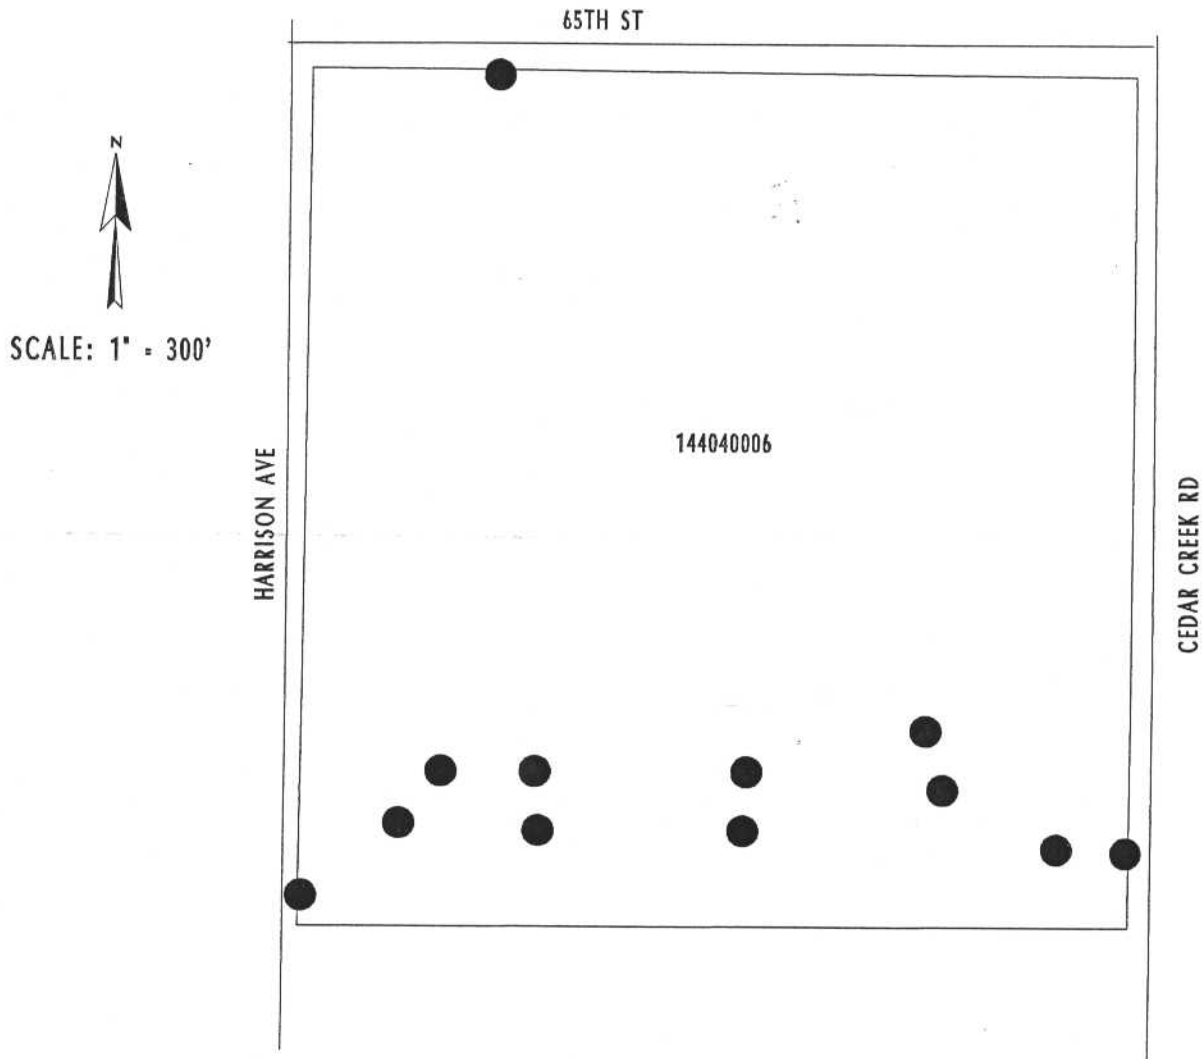 65TH ST
N
SCALE: 1" = 300'
144040006
HARRISON AVE
CEDAR CREEK RD